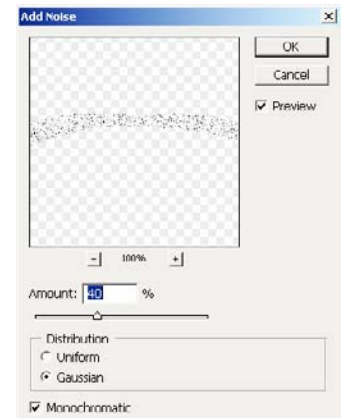 Add Noise
OK
Cancel
Preview
- 100% +
Amount: 40 %
Distribution
Uniform
Gaussian
Monochromatic